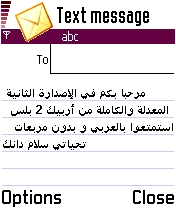 Text message
abc
To
مرحبا بكم في الإصدارة الثانية
المعدلة والكاملة من أربيك 2 بلس
استمتعوا بالعربي و بدون مربعات
تحياتي سلام دانك
Options
Close